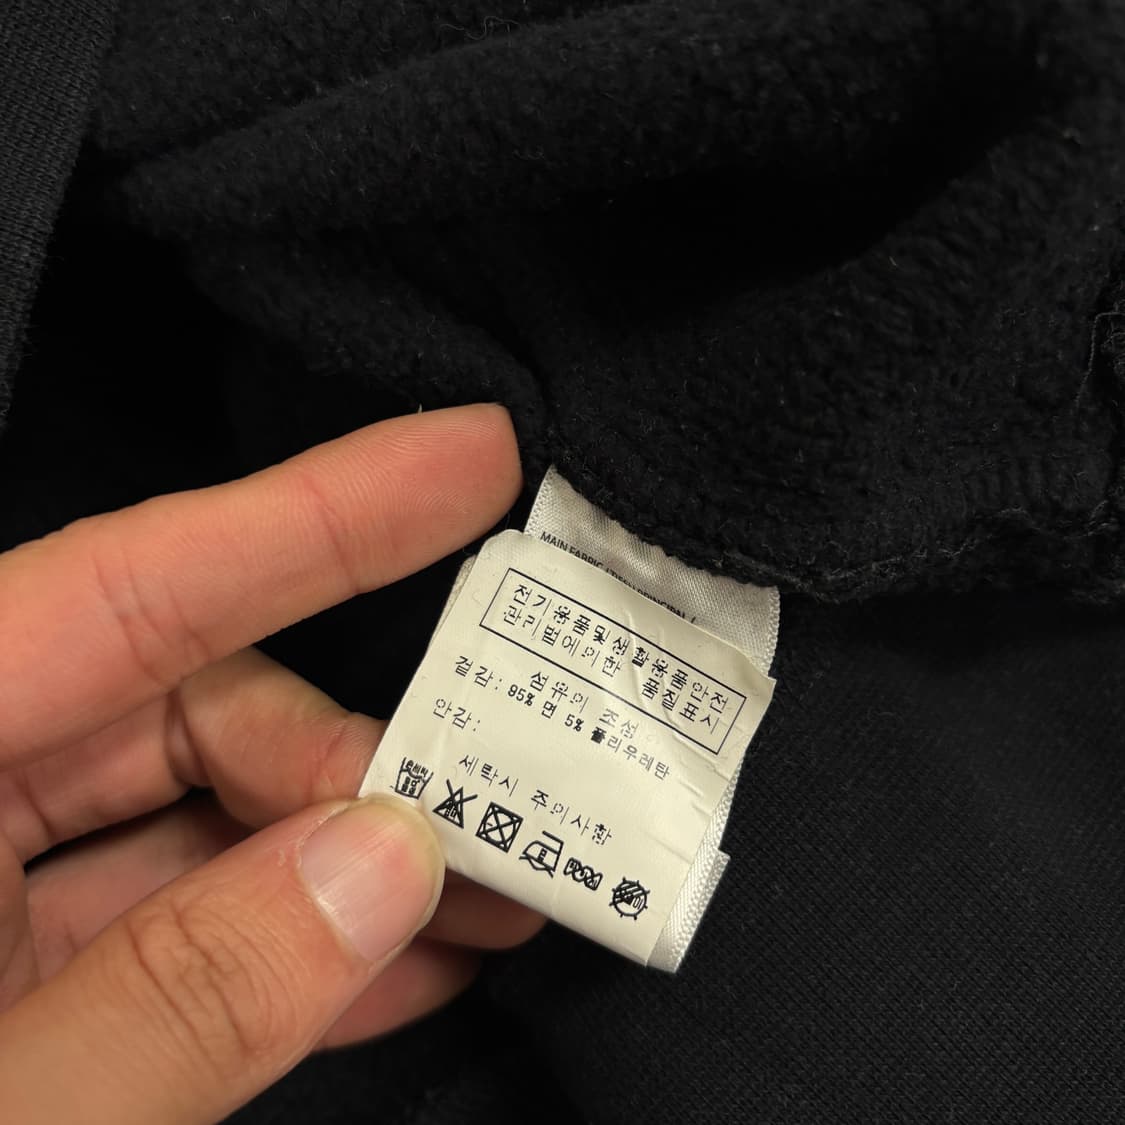 MAIN FABRIC
전기용품및생활용품안전
관리법에의한 품질표시
섬유의 조성
겉감: 95% 면 5% 폴리우레탄
안감:
세탁시 주의사항